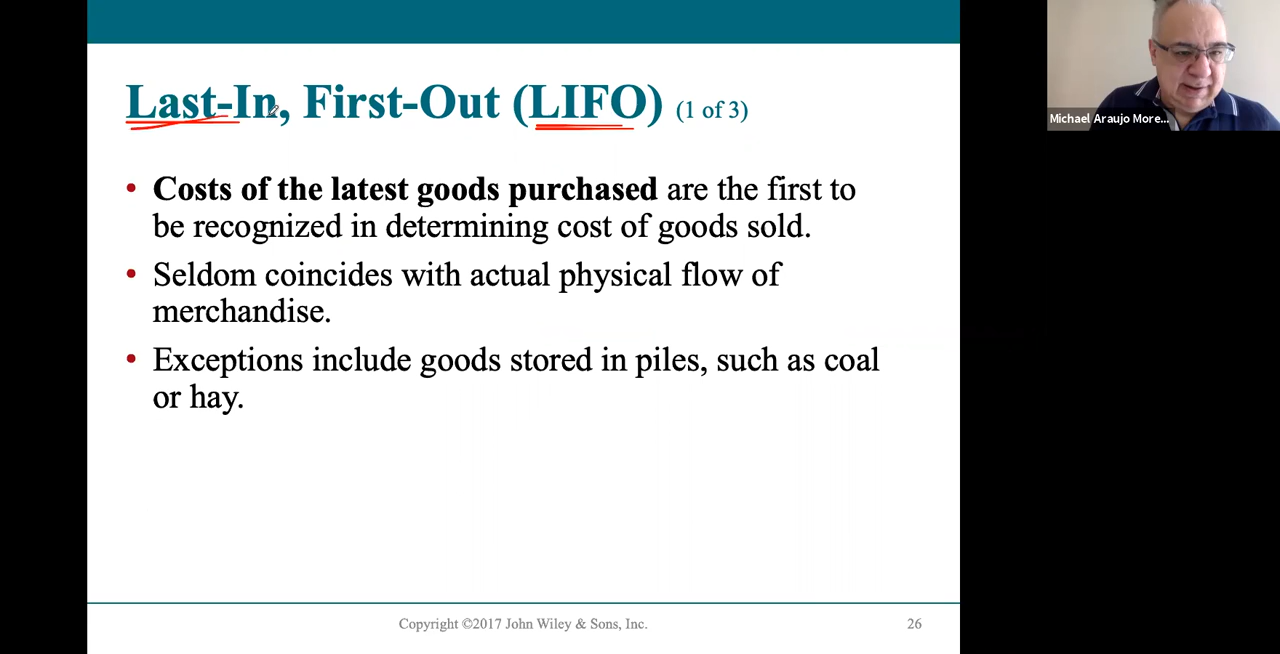 Last-In, First-Out (LIFO) (1 of 3)
• Costs of the latest goods purchased are the first to
be recognized in determining cost of goods sold.
• Seldom coincides with actual physical flow of
merchandise.
• Exceptions include goods stored in piles, such as coal
or hay.
Copyright ©2017 John Wiley & Sons, Inc.
26
Michael Araujo More...